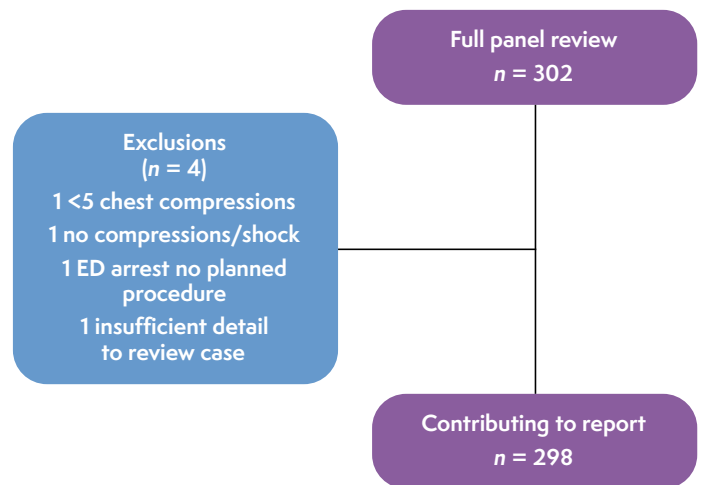 Full panel review
n = 302
Exclusions
(n = 4)
1 <5 chest compressions
1 no compressions/shock
1 ED arrest no planned
procedure
1 insufficient detail
to review case
Contributing to report
n = 298